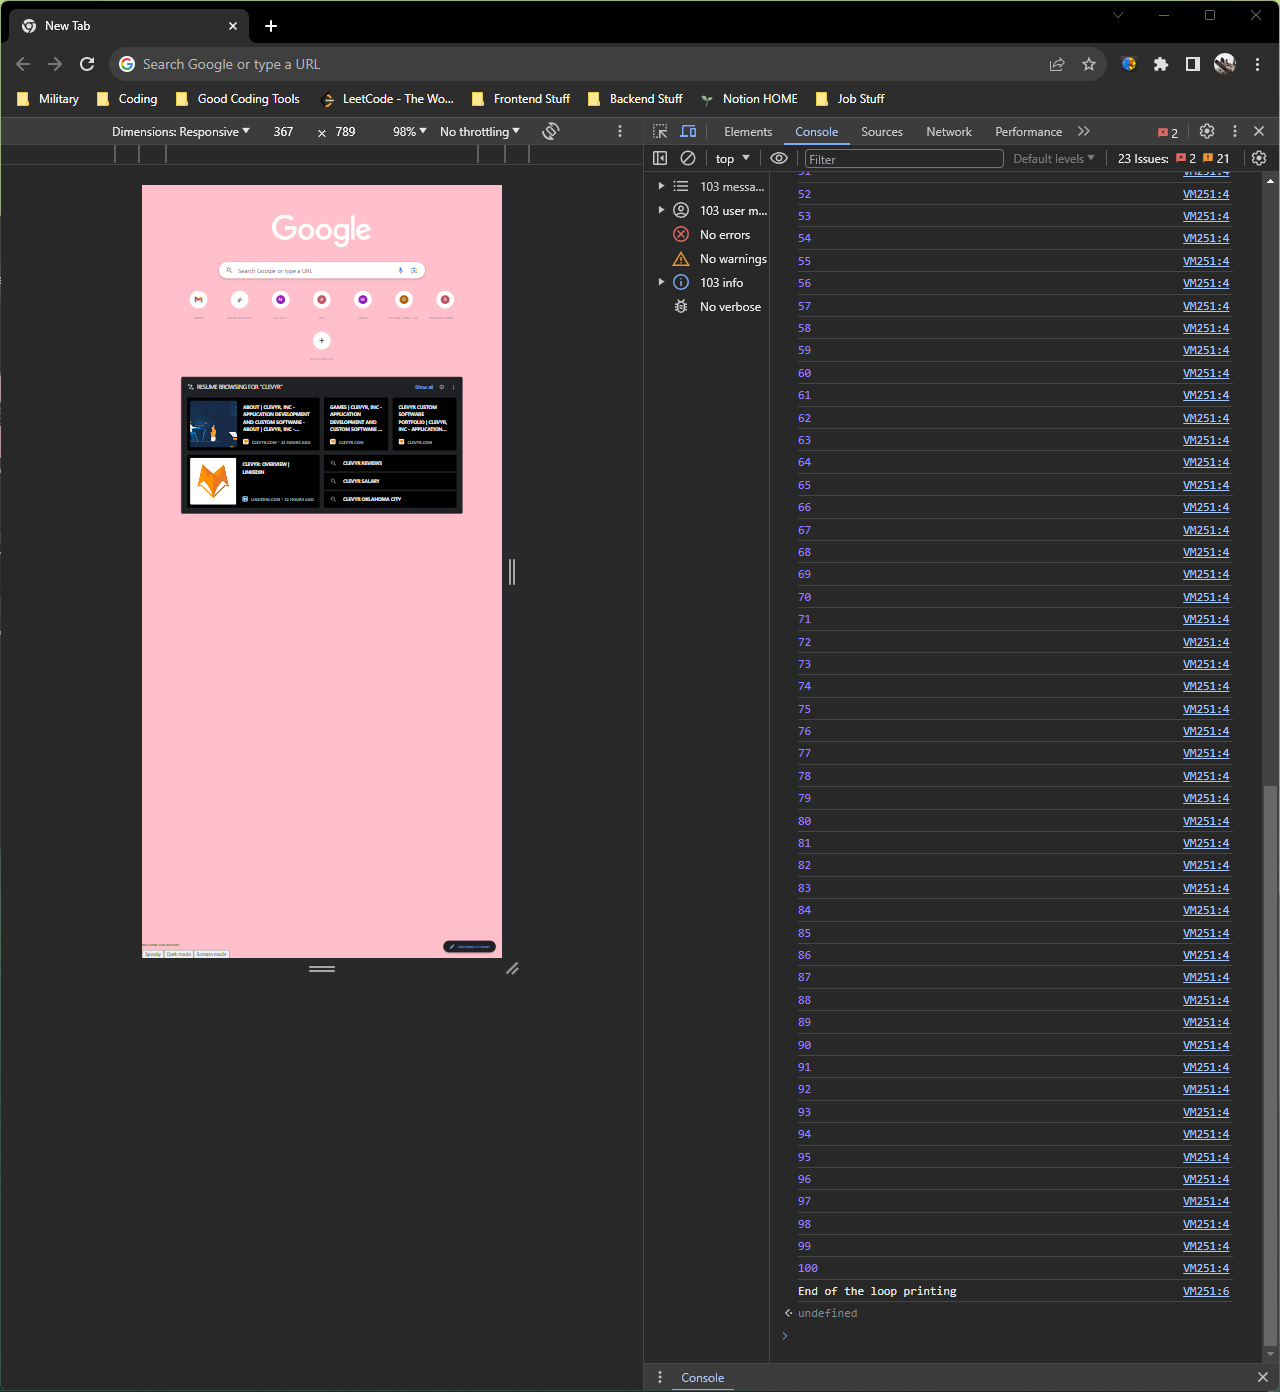 New Tab
Search Google or type a URL
Military Coding Good Coding Tools LeetCode - The Wo... Frontend Stuff Backend Stuff Notion HOME Job Stuff
Dimensions: Responsive 367 × 789 98% No throttling
Elements Console Sources Network Performance 2
top Filter Default levels 23 Issues: 2 21
103 messa...
103 user m...
No errors
No warnings
103 info
No verbose
Google
Search Google or type a URL
RESUME BROWSING FOR "CLEVYR" Show all
ABOUT | CLEVYR, INC - APPLICATION DEVELOPMENT AND CUSTOM SOFTWARE - ABOUT | CLEVYR, INC -...
CLEVYR.COM • 22 HOURS AGO
GAMES | CLEVYR, INC - APPLICATION DEVELOPMENT AND CUSTOM SOFTWARE ...
CLEVYR.COM
CLEVYR CUSTOM SOFTWARE PORTFOLIO | CLEVYR, INC - APPLICATION...
CLEVYR.COM
CLEVYR: OVERVIEW | LINKEDIN
LINKEDIN.COM • 22 HOURS AGO
CLEVYR REVIEWS
CLEVYR SALARY
CLEVYR OKLAHOMA CITY
Spooky Dark mode Scream mode
51 VM251:4
52 VM251:4
53 VM251:4
54 VM251:4
55 VM251:4
56 VM251:4
57 VM251:4
58 VM251:4
59 VM251:4
60 VM251:4
61 VM251:4
62 VM251:4
63 VM251:4
64 VM251:4
65 VM251:4
66 VM251:4
67 VM251:4
68 VM251:4
69 VM251:4
70 VM251:4
71 VM251:4
72 VM251:4
73 VM251:4
74 VM251:4
75 VM251:4
76 VM251:4
77 VM251:4
78 VM251:4
79 VM251:4
80 VM251:4
81 VM251:4
82 VM251:4
83 VM251:4
84 VM251:4
85 VM251:4
86 VM251:4
87 VM251:4
88 VM251:4
89 VM251:4
90 VM251:4
91 VM251:4
92 VM251:4
93 VM251:4
94 VM251:4
95 VM251:4
96 VM251:4
97 VM251:4
98 VM251:4
99 VM251:4
100 VM251:4
End of the loop printing VM251:6
undefined
Console